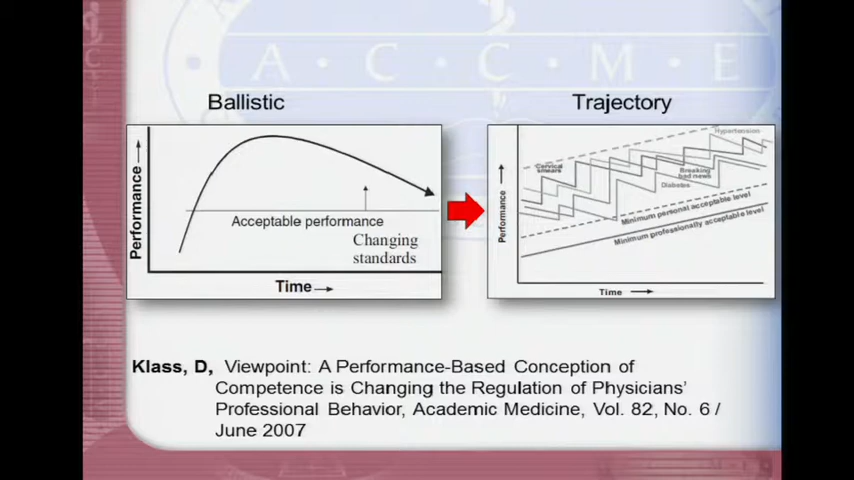 A · C · C · M · E
Ballistic
Trajectory
Performance
Acceptable performance
Changing
standards
Time
Performance
Hypertension
Cervical
smears
Breaking
bad news
Diabetes
Minimum personal acceptable level
Minimum professionally acceptable level
Time
Klass, D, Viewpoint: A Performance-Based Conception of
Competence is Changing the Regulation of Physicians'
Professional Behavior, Academic Medicine, Vol. 82, No. 6 /
June 2007